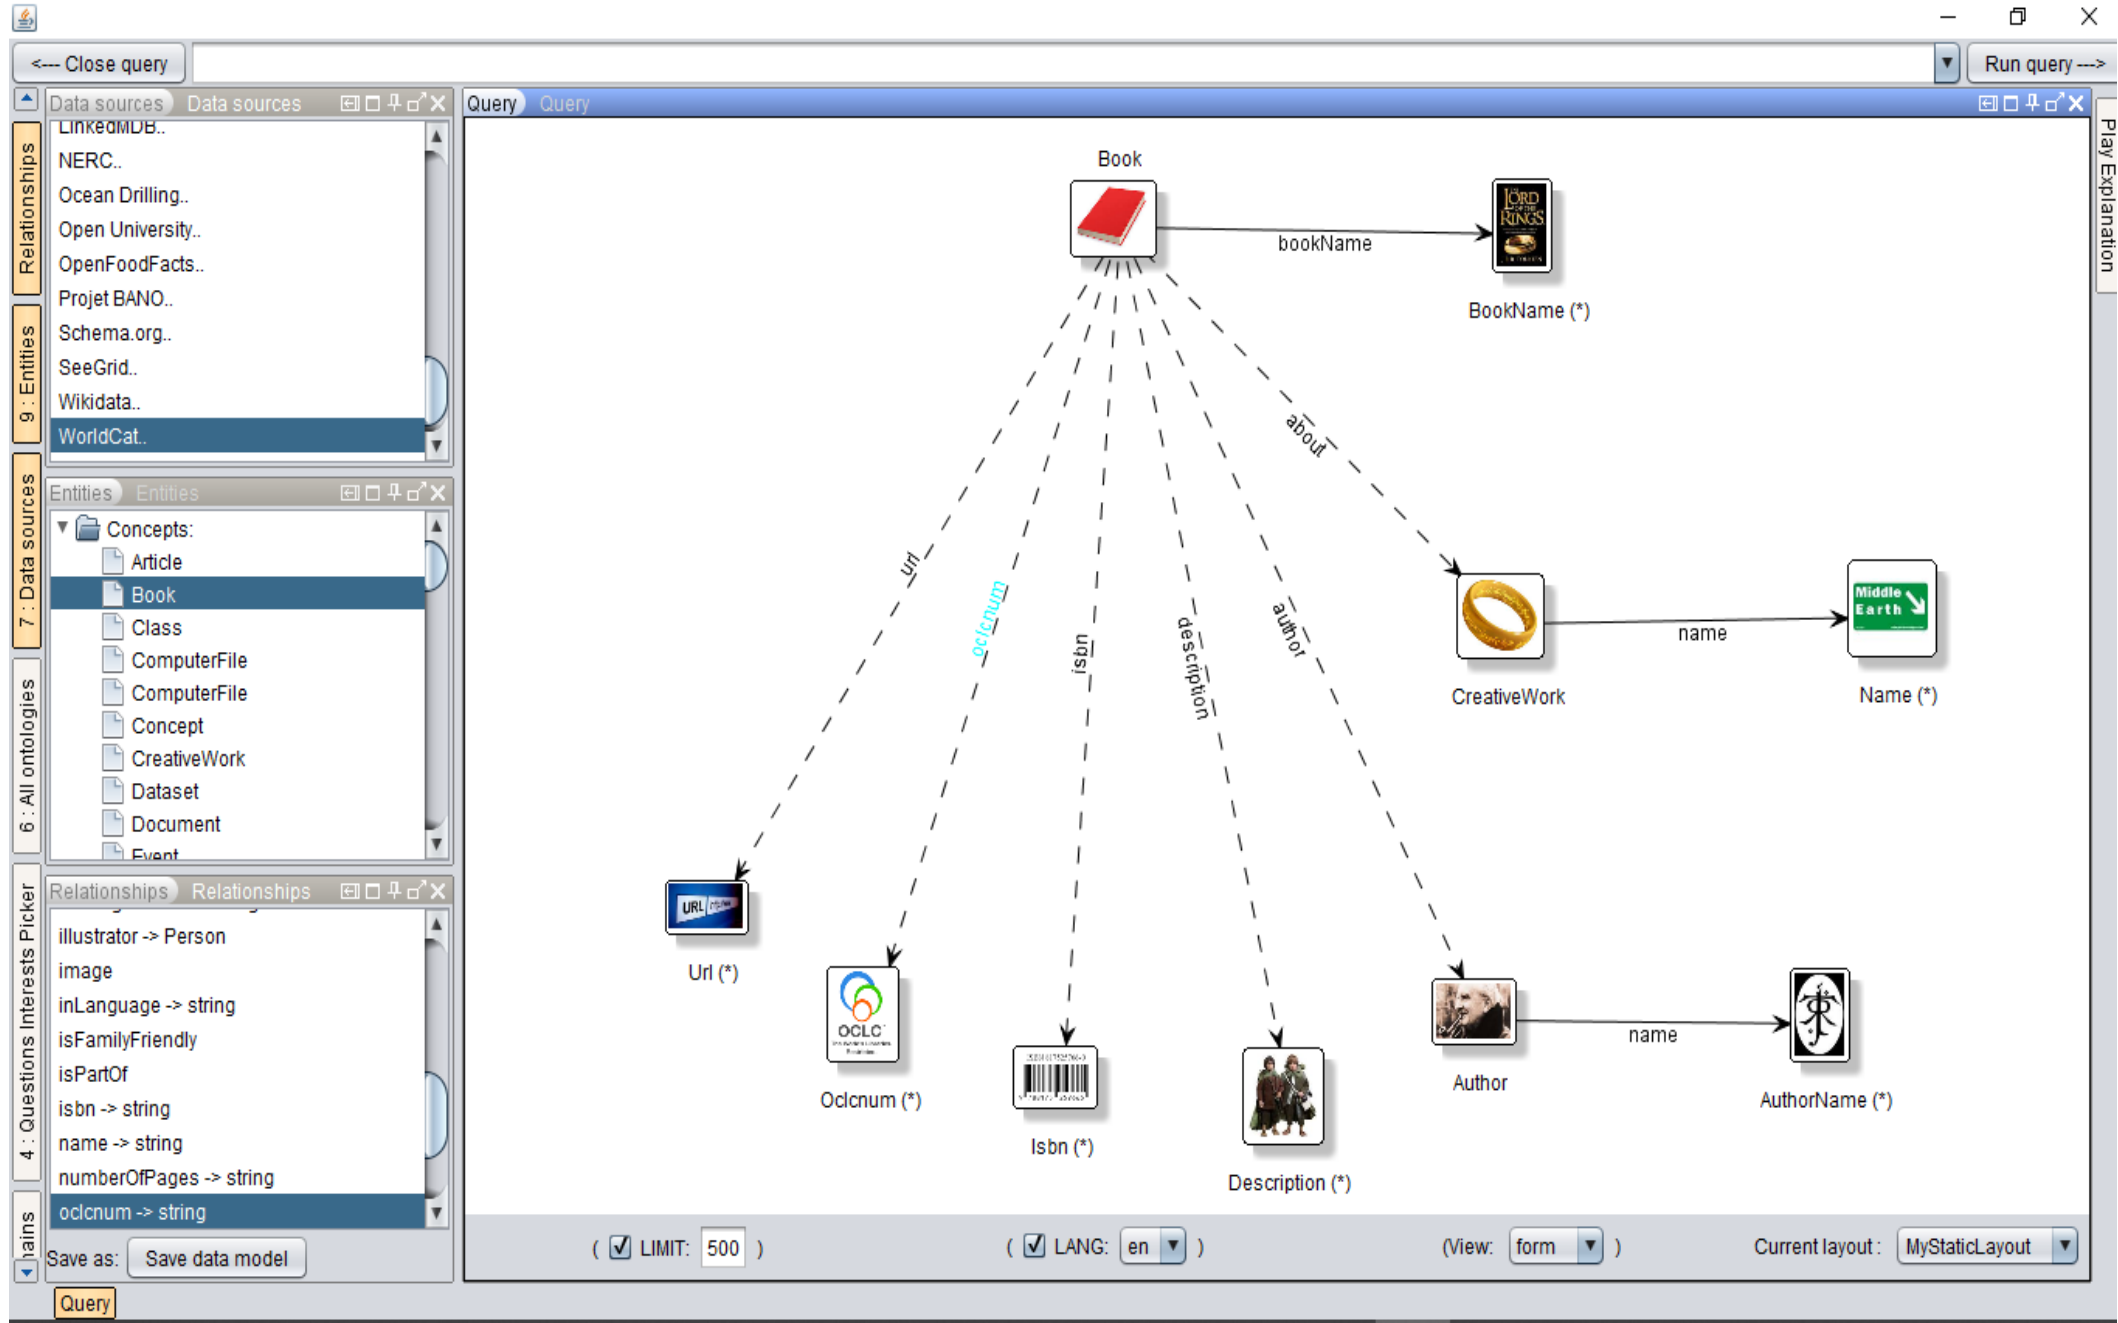 <--- Close query
Run query --->
Data sources Data sources
LinkedMDB..
NERC..
Ocean Drilling..
Open University..
OpenFoodFacts..
Projet BANO..
Schema.org..
SeeGrid..
Wikidata..
WorldCat..
Entities Entities
Concepts:
Article
Book
Class
ComputerFile
ComputerFile
Concept
CreativeWork
Dataset
Document
Event
Relationships Relationships
illustrator -> Person
image
inLanguage -> string
isFamilyFriendly
isPartOf
isbn -> string
name -> string
numberOfPages -> string
oclcnum -> string
Save as: Save data model
Query
Relationships
9 : Entities
7 : Data sources
6 : All ontologies
4 : Questions Interests Picker
Query Query
Book
bookName
LORD
OF THE
RINGS
BookName (*)
about
url
oclcnum
isbn
description
author
CreativeWork
name
Middle
Earth
Name (*)
URL
Url (*)
OCLC
Oclcnum (*)
Isbn (*)
Description (*)
Author
name
AuthorName (*)
( LIMIT: 500 )
( LANG: en )
(View: form )
Current layout : MyStaticLayout
Play Explanation